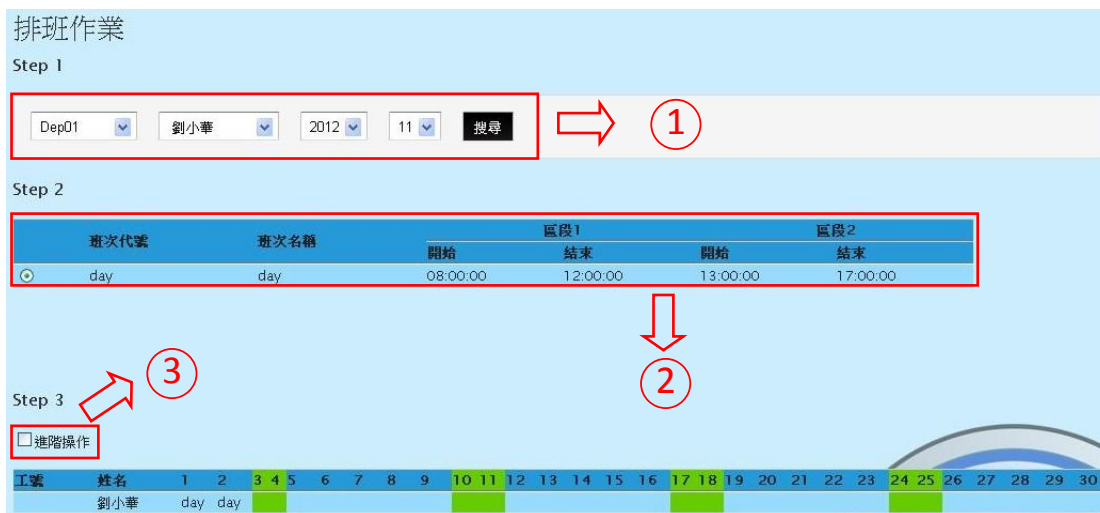 排班作業
Step 1
Dep01 劉小華 2012 11 搜尋 1
Step 2
班次代號 班次名稱 區段1 區段2
開始 結束 開始 結束
day day 08:00:00 12:00:00 13:00:00 17:00:00
3 2
Step 3
進階操作
工號 姓名 1 2 3 4 5 6 7 8 9 10 11 12 13 14 15 16 17 18 19 20 21 22 23 24 25 26 27 28 29 30
劉小華 day day